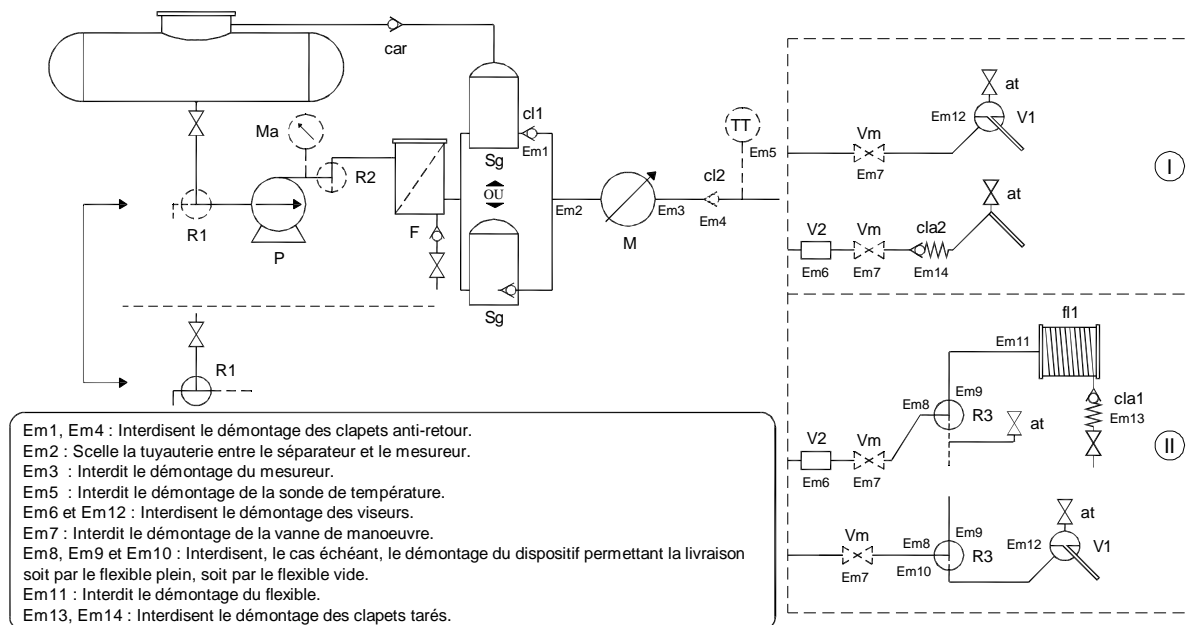 car
cl1
Em1
Sg
OU
Sg
Ma
R2
R1
P
F
R1
Em2
M
Em3
cl2
Em4
TT
Em5
at
Em12
V1
Vm
Em7
I
at
V2
Vm
cla2
Em6
Em7
Em14
fl1
Em11
Em9
cla1
Em8
R3
Em13
at
V2
Vm
II
Em6
Em7
at
Em9
Vm
Em8
R3
Em12
V1
Em7
Em10
Em1, Em4 : Interdisent le démontage des clapets anti-retour.
Em2 : Scelle la tuyauterie entre le séparateur et le mesureur.
Em3 : Interdit le démontage du mesureur.
Em5 : Interdit le démontage de la sonde de température.
Em6 et Em12 : Interdisent le démontage des viseurs.
Em7 : Interdit le démontage de la vanne de manoeuvre.
Em8, Em9 et Em10 : Interdisent, le cas échéant, le démontage du dispositif permettant la livraison
soit par le flexible plein, soit par le flexible vide.
Em11 : Interdit le démontage du flexible.
Em13, Em14 : Interdisent le démontage des clapets tarés.